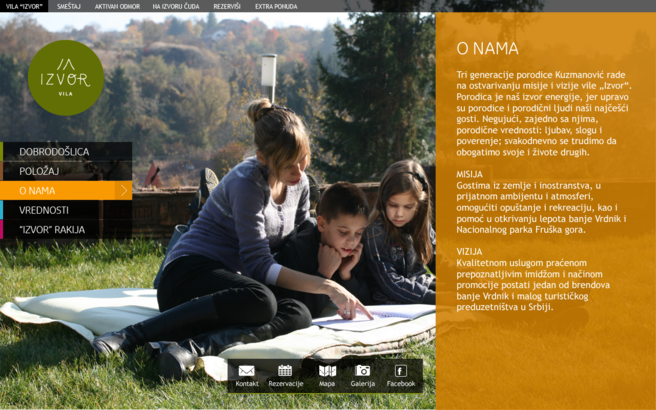 VILA "IZVOR" SMEŠTAJ AKTIVAN ODMOR NA IZVORU ČUDA REZERVIŠI EXTRA PONUDA
IZVOR
VILA
DOBRODOŠLICA
POLOŽAJ
O NAMA
VREDNOSTI
"IZVOR" RAKIJA
O NAMA
Tri generacije porodice Kuzmanović rade
na ostvarivanju misije i vizije vile „Izvor“.
Porodica je naš izvor energije, jer upravo
su porodice i porodični ljudi naši najčešći
gosti. Negujući, zajedno sa njima,
porodične vrednosti: ljubav, slogu i
poverenje; svakodnevno se trudimo da
obogatimo svoje i živote drugih.
MISIJA
Gostima iz zemlje i inostranstva, u
prijatnom ambijentu i atmosferi,
omogućiti opuštanje i rekreaciju, kao i
pomoć u otkrivanju lepota banje Vrdnik i
Nacionalnog parka Fruška gora.
VIZIJA
Kvalitetnom uslugom praćenom
prepoznatljivim imidžom i načinom
promocije postati jedan od brendova
banje Vrdnik i malog turističkog
preduzetništva u Srbiji.
Kontakt Rezervacije Mapa Galerija Facebook